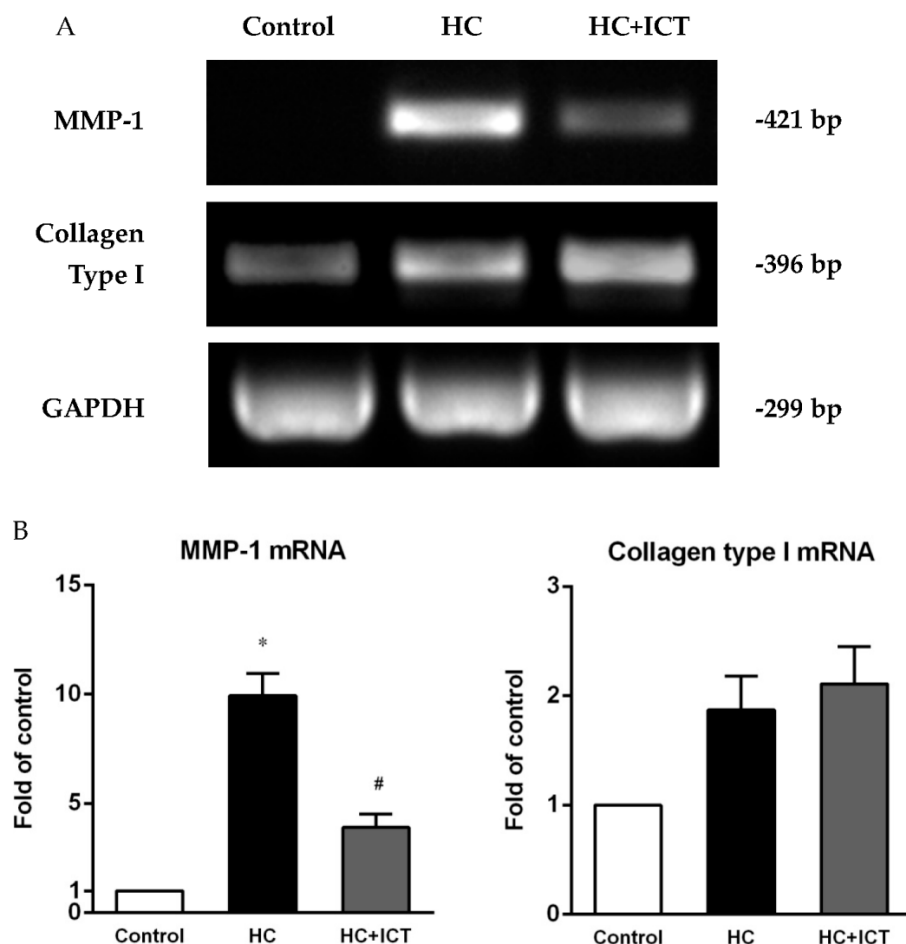 A
Control HC HC+ICT
MMP-1 -421 bp
Collagen
Type I -396 bp
GAPDH -299 bp
B
MMP-1 mRNA
Fold of control
15
10
5
1
0
*
#
Control HC HC+ICT
Collagen type I mRNA
Fold of control
3
2
1
0
Control HC HC+ICT